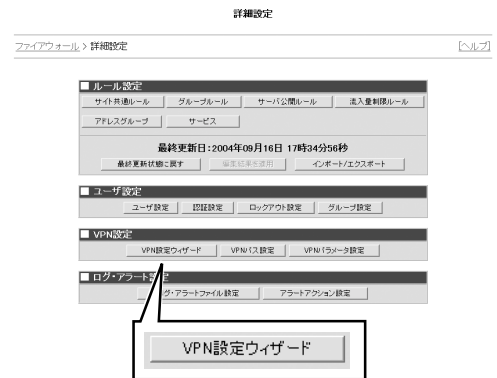 詳細設定
ファイアウォール > 詳細設定 [ヘルプ]
■ ルール設定
サイト共通ルール グループルール サーバ公開ルール 流入量制限ルール
アドレスグループ サービス
最終更新日:2004年09月16日 17時34分56秒
最終更新状態に戻す 編集結果を適用 インポート/エクスポート
■ ユーザ設定
ユーザ設定 認証設定 ロックアウト設定 グループ設定
■ VPN設定
VPN設定ウィザード VPNパス設定 VPNパラメータ設定
■ ログ・アラート設定
グ・アラートファイル設定 アラートアクション設定
VPN設定ウィザード